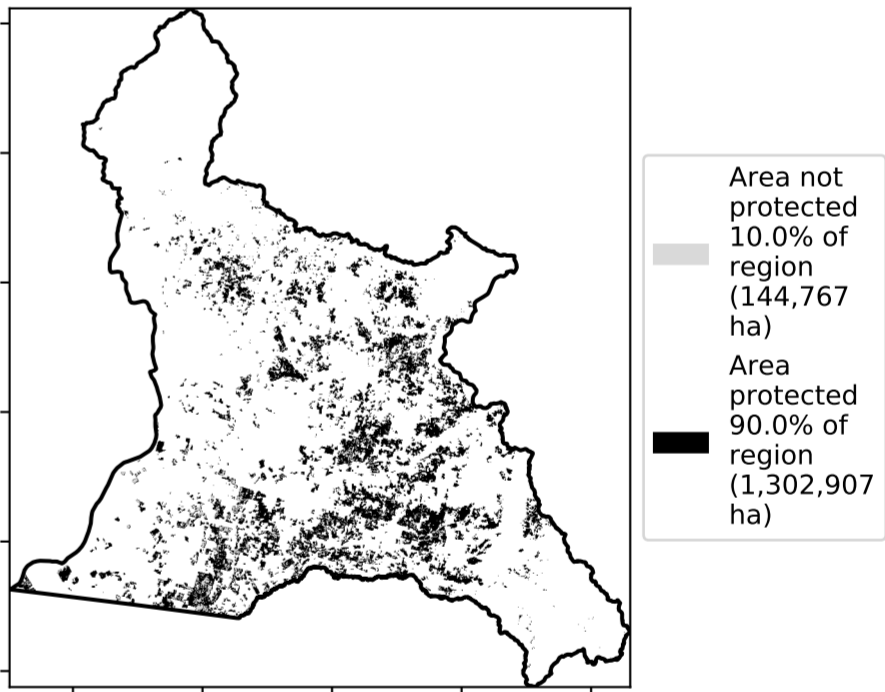 Area not
protected
10.0% of
region
(144,767
ha)
Area
protected
90.0% of
region
(1,302,907
ha)